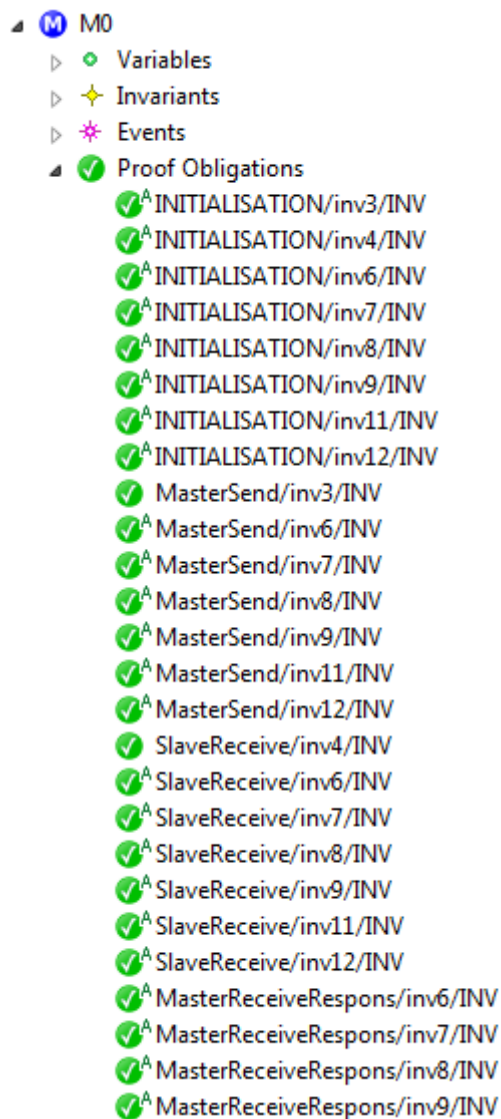 M M0
Variables
Invariants
Events
Proof Obligations
A INITIALISATION/inv3/INV
A INITIALISATION/inv4/INV
A INITIALISATION/inv6/INV
A INITIALISATION/inv7/INV
A INITIALISATION/inv8/INV
A INITIALISATION/inv9/INV
A INITIALISATION/inv11/INV
A INITIALISATION/inv12/INV
MasterSend/inv3/INV
A MasterSend/inv6/INV
A MasterSend/inv7/INV
A MasterSend/inv8/INV
A MasterSend/inv9/INV
A MasterSend/inv11/INV
A MasterSend/inv12/INV
SlaveReceive/inv4/INV
A SlaveReceive/inv6/INV
A SlaveReceive/inv7/INV
A SlaveReceive/inv8/INV
A SlaveReceive/inv9/INV
A SlaveReceive/inv11/INV
A SlaveReceive/inv12/INV
A MasterReceiveRespons/inv6/INV
A MasterReceiveRespons/inv7/INV
A MasterReceiveRespons/inv8/INV
A MasterReceiveRespons/inv9/INV